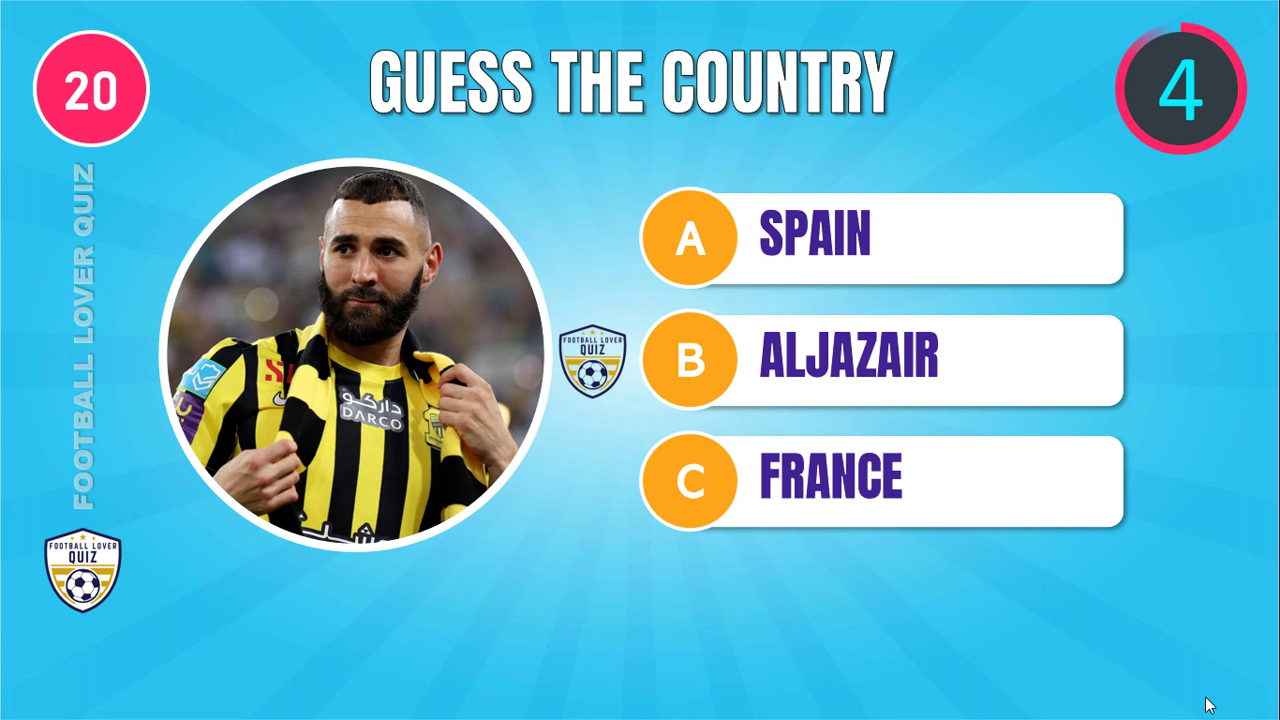 20
GUESS THE COUNTRY
4
FOOTBALL LOVER QUIZ
A
SPAIN
B
ALJAZAIR
C
FRANCE
داركو
DARCO
FOOTBALL LOVER
QUIZ
FOOTBALL LOVER
QUIZ